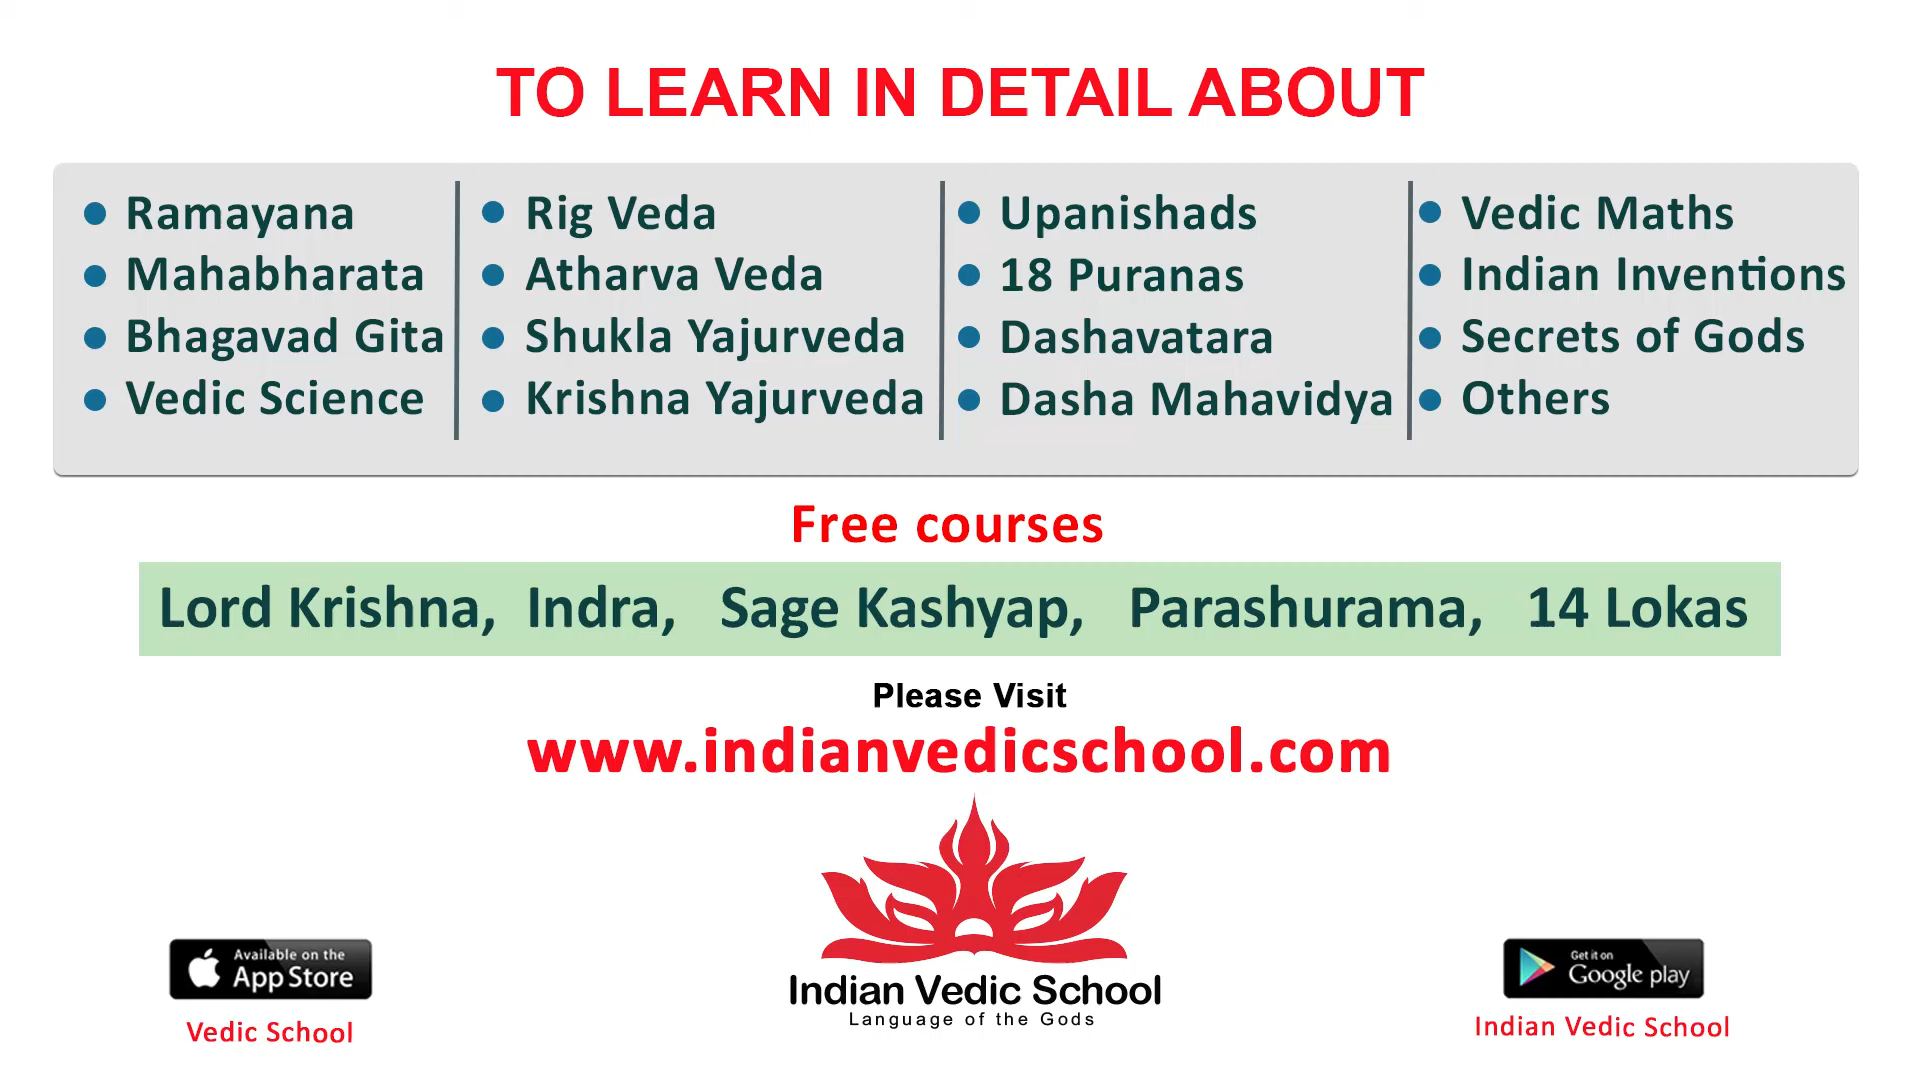 TO LEARN IN DETAIL ABOUT
Ramayana
Mahabharata
Bhagavad Gita
Vedic Science
Rig Veda
Atharva Veda
Shukla Yajurveda
Krishna Yajurveda
Upanishads
18 Puranas
Dashavatara
Dasha Mahavidya
Vedic Maths
Indian Inventions
Secrets of Gods
Others
Free courses
Lord Krishna, Indra, Sage Kashyap, Parashurama, 14 Lokas
Please Visit
www.indianvedicschool.com
Available on the
App Store
Vedic School
Indian Vedic School
Language of the Gods
Get it on
Google play
Indian Vedic School